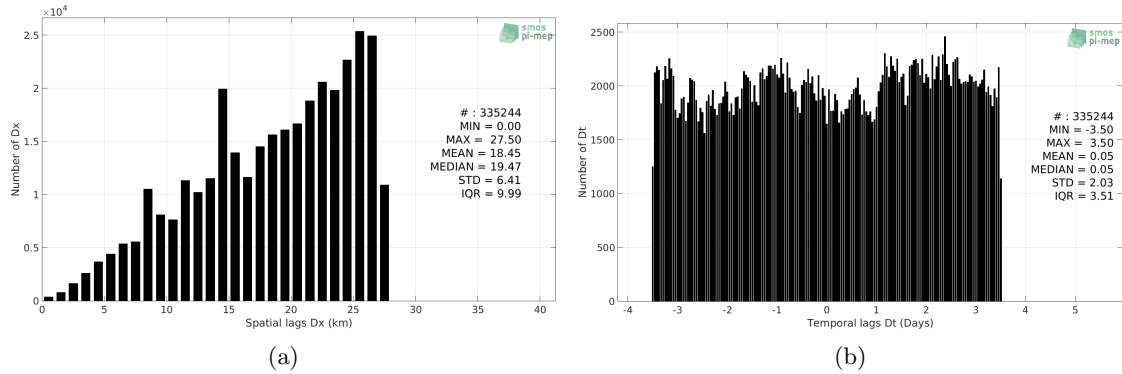 ×10⁴
2.5
2
1.5
1
0.5
0
0 5 10 15 20 25 30 35 40
Number of Dx
Spatial lags Dx (km)
smos
pi-mep
# : 335244
MIN = 0.00
MAX = 27.50
MEAN = 18.45
MEDIAN = 19.47
STD = 6.41
IQR = 9.99
(a)
2500
2000
1500
1000
500
0
-4 -3 -2 -1 0 1 2 3 4 5
Number of Dt
Temporal lags Dt (Days)
smos
pi-mep
# : 335244
MIN = -3.50
MAX = 3.50
MEAN = 0.05
MEDIAN = 0.05
STD = 2.03
IQR = 3.51
(b)